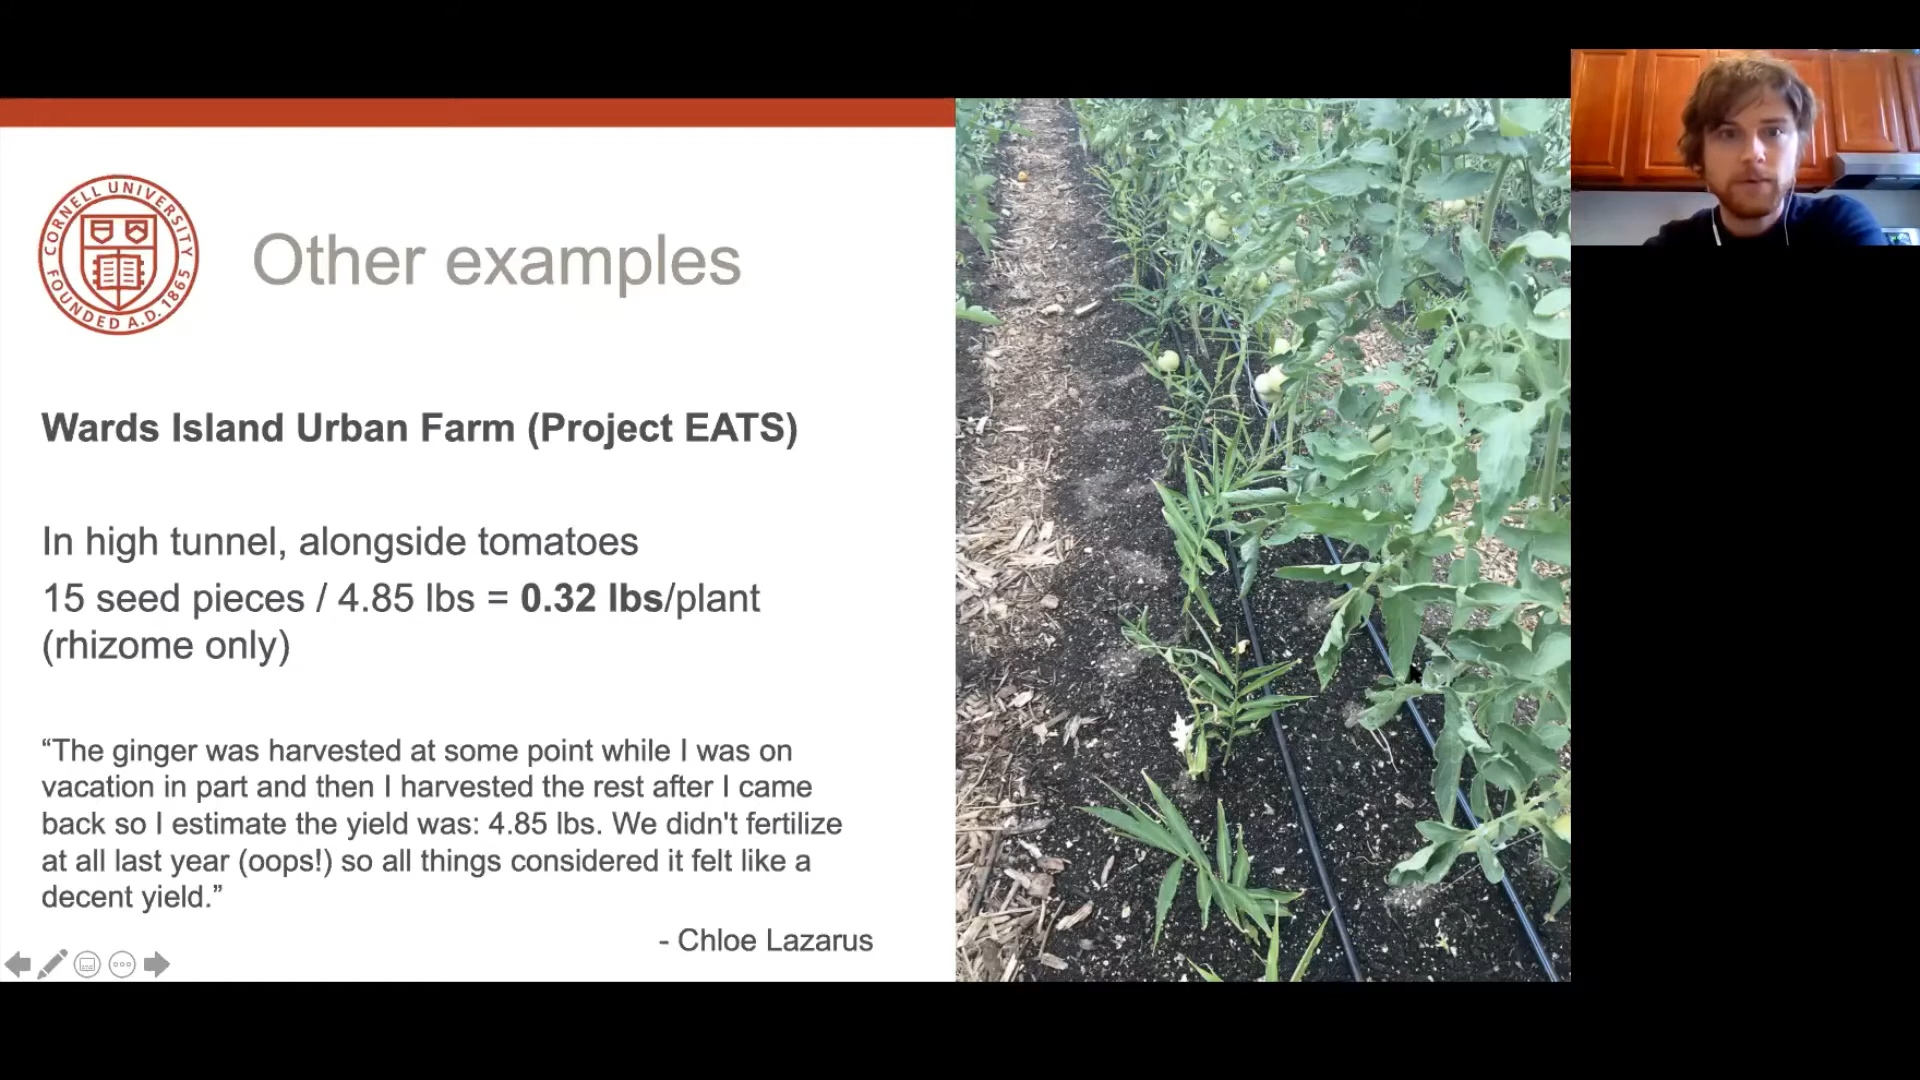 CORNELL UNIVERSITY
FOUNDED A.D. 1865
Other examples
Wards Island Urban Farm (Project EATS)
In high tunnel, alongside tomatoes
15 seed pieces / 4.85 lbs = 0.32 lbs/plant
(rhizome only)
“The ginger was harvested at some point while I was on
vacation in part and then I harvested the rest after I came
back so I estimate the yield was: 4.85 lbs. We didn't fertilize
at all last year (oops!) so all things considered it felt like a
decent yield.”
- Chloe Lazarus